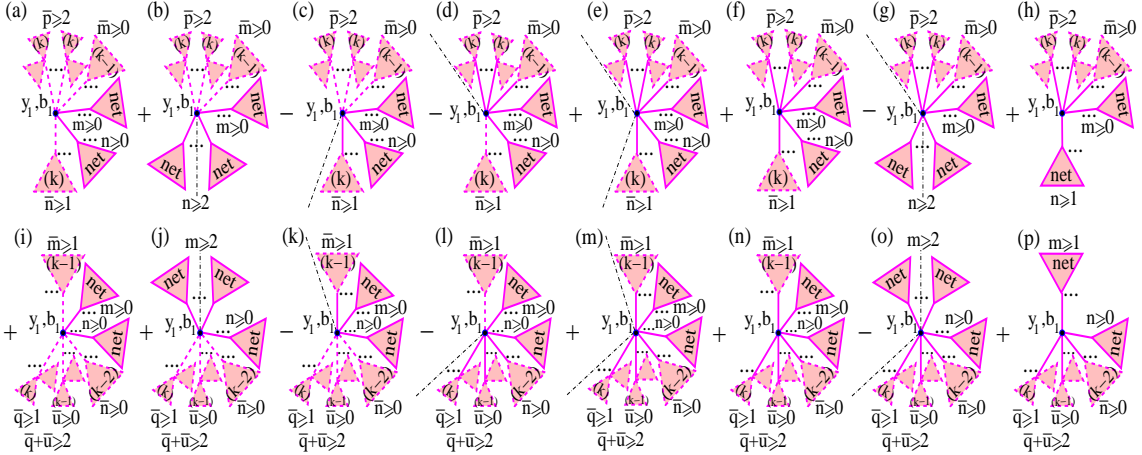 (a) (b) (c) (d) (e) (f) (g) (h)
p̄⩾2 p̄⩾2 p̄⩾2 p̄⩾2 p̄⩾2 p̄⩾2 p̄⩾2 p̄⩾2
m̄⩾0 m̄⩾0 m̄⩾0 m̄⩾0 m̄⩾0 m̄⩾0 m̄⩾0 m̄⩾0
(k) (k) (k) (k) (k) (k) (k) (k) (k) (k) (k) (k) (k) (k) (k) (k)
(k−1) (k−1) (k−1) (k−1) (k−1) (k−1) (k−1) (k−1)
... ... ... ... ... ... ... ...
net net net net net net net net
y₁,b₁ + y₁,b₁ − y₁,b₁ − y₁,b₁ + y₁,b₁ + y₁,b₁ − y₁,b₁ + y₁,b₁
m⩾0 m⩾0 m⩾0 m⩾0 m⩾0 m⩾0 m⩾0 m⩾0
... n⩾0 ... ... n⩾0 ... n⩾0 ... n⩾0 ... n⩾0 ... ...
(k) net net net (k) net (k) net (k) net (k) net net net net
n̄⩾1 n⩾2 n̄⩾1 n̄⩾1 n̄⩾1 n̄⩾1 n⩾2 n⩾1
(i) (j) (k) (l) (m) (n) (o) (p)
m̄⩾1 m⩾2 m̄⩾1 m̄⩾1 m̄⩾1 m̄⩾1 m⩾2 m⩾1
(k−1) net net net (k−1) net (k−1) net (k−1) net (k−1) net net net net
... ... ... ... ... ... ... ...
m⩾0 m⩾0 m⩾0 m⩾0 m⩾0
+ y₁,b₁ + y₁,b₁ − y₁,b₁ − y₁,b₁ + y₁,b₁ + y₁,b₁ − y₁,b₁ + y₁,b₁
...n⩾0 n⩾0 ...n⩾0 ...n⩾0 ...n⩾0 ...n⩾0 n⩾0 n⩾0
net net net net net net net net
... ... ... ... ... ... ... ...
(k) (k−1) (k−2) (k) (k−1) (k−2) (k) (k−1) (k−2) (k) (k−1) (k−2) (k) (k−1) (k−2) (k) (k−1) (k−2) (k) (k−1) (k−2) (k) (k−1) (k−2)
q̄⩾1 ū⩾0 n̄⩾0 q̄⩾1 ū⩾0 n̄⩾0 q̄⩾1 ū⩾0 n̄⩾0 q̄⩾1 ū⩾0 n̄⩾0 q̄⩾1 ū⩾0 n̄⩾0 q̄⩾1 ū⩾0 n̄⩾0 q̄⩾1 ū⩾0 n̄⩾0 q̄⩾1 ū⩾0 n̄⩾0
q̄+ū⩾2 q̄+ū⩾2 q̄+ū⩾2 q̄+ū⩾2 q̄+ū⩾2 q̄+ū⩾2 q̄+ū⩾2 q̄+ū⩾2